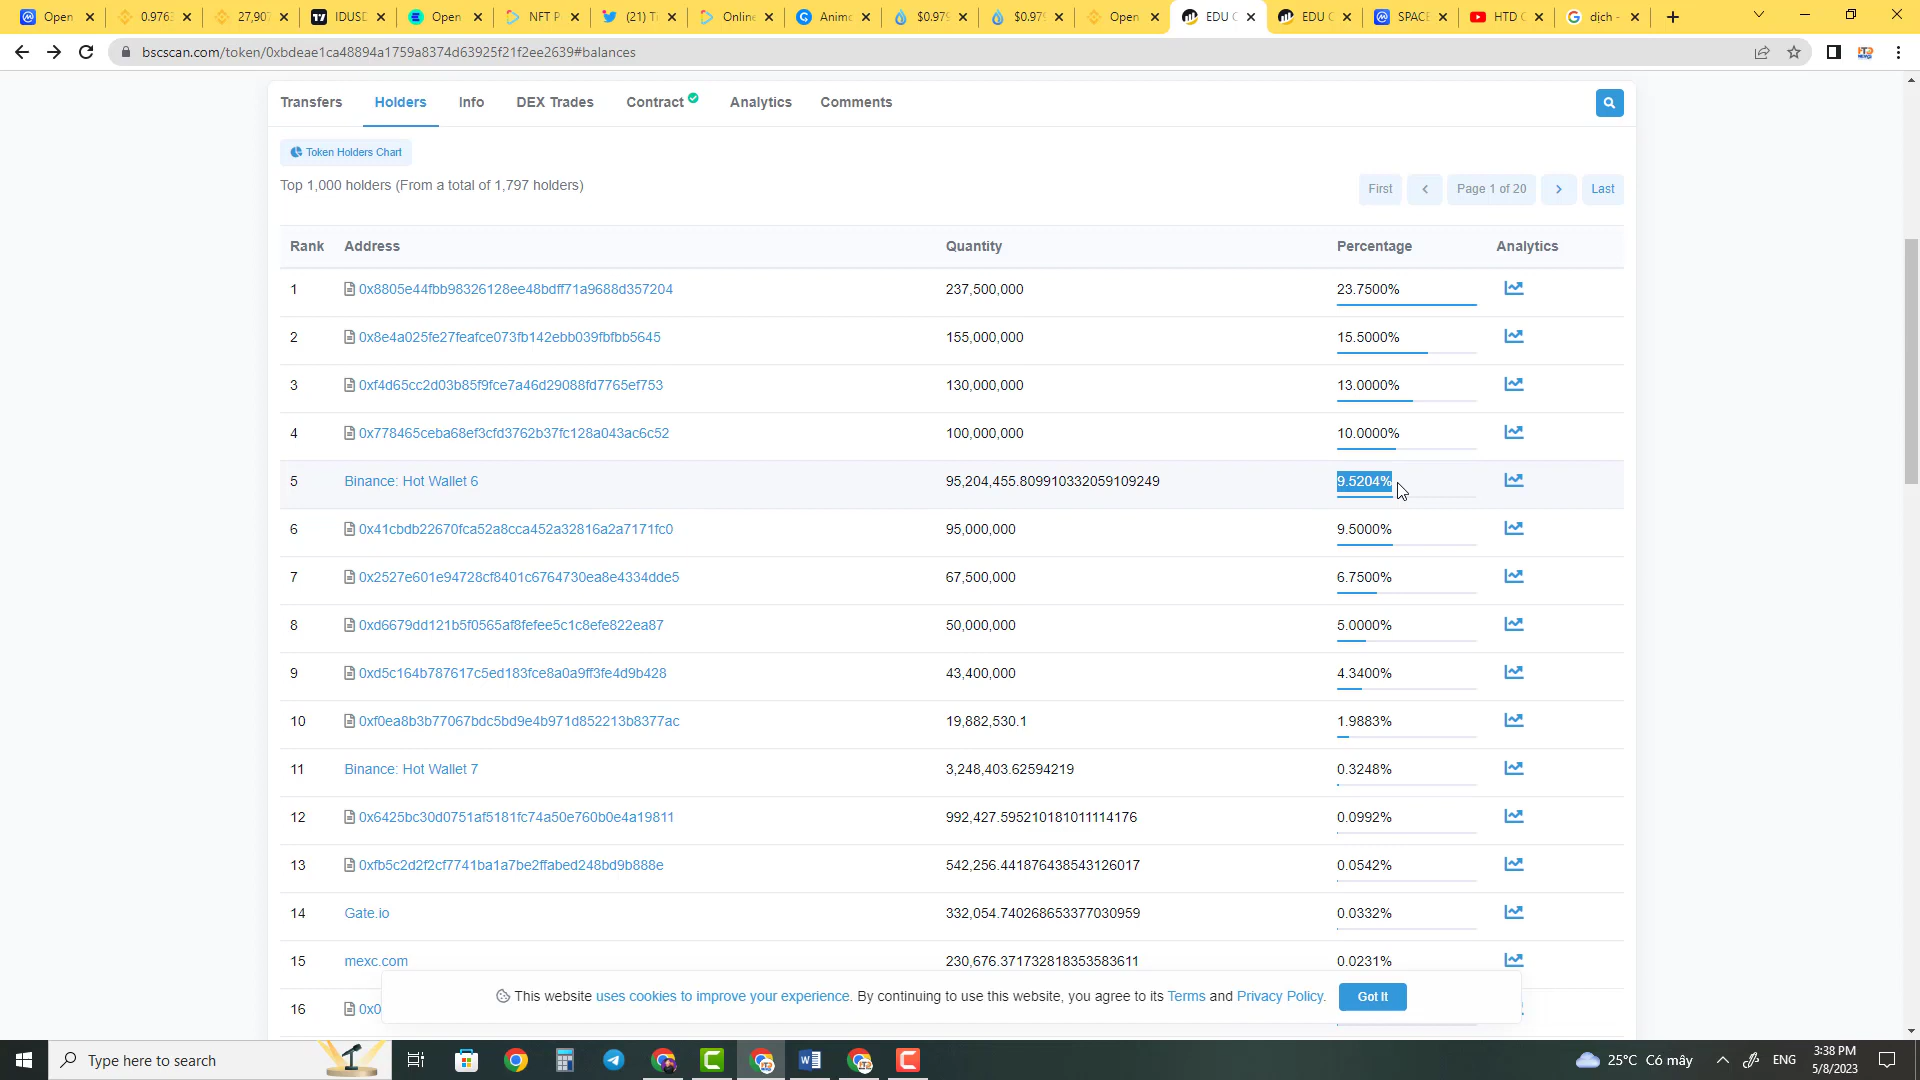 Open
0.976
27,907
IDUSD
Open
NFT P
(21) T
Online
Animo
$0.979
$0.979
Open
EDU
EDU
SPACE
HTD
dịch -
bscscan.com/token/0xbdeae1ca48894a1759a8374d63925f21f2ee2639#balances
Transfers Holders Info DEX Trades Contract Analytics Comments
Token Holders Chart
Top 1,000 holders (From a total of 1,797 holders)
First Page 1 of 20 Last
Rank Address Quantity Percentage Analytics
1 0x8805e44fbb98326128ee48bdff71a9688d357204 237,500,000 23.7500%
2 0x8e4a025fe27feafce073fb142ebb039fbfbb5645 155,000,000 15.5000%
3 0xf4d65cc2d03b85f9fce7a46d29088fd7765ef753 130,000,000 13.0000%
4 0x778465ceba68ef3cfd3762b37fc128a043ac6c52 100,000,000 10.0000%
5 Binance: Hot Wallet 6 95,204,455.809910332059109249 9.5204%
6 0x41cbdb22670fca52a8cca452a32816a2a7171fc0 95,000,000 9.5000%
7 0x2527e601e94728cf8401c6764730ea8e4334dde5 67,500,000 6.7500%
8 0xd6679dd121b5f0565af8fefee5c1c8efe822ea87 50,000,000 5.0000%
9 0xd5c164b787617c5ed183fce8a0a9ff3fe4d9b428 43,400,000 4.3400%
10 0xf0ea8b3b77067bdc5bd9e4b971d852213b8377ac 19,882,530.1 1.9883%
11 Binance: Hot Wallet 7 3,248,403.62594219 0.3248%
12 0x6425bc30d0751af5181fc74a50e760b0e4a19811 992,427.595210181011114176 0.0992%
13 0xfb5c2d2f2cf7741ba1a7be2ffabed248bd9b888e 542,256.441876438543126017 0.0542%
14 Gate.io 332,054.740268653377030959 0.0332%
15 mexc.com 230,676.371732818353583611 0.0231%
16 0x0
This website uses cookies to improve your experience. By continuing to use this website, you agree to its Terms and Privacy Policy. Got It
Type here to search
25°C Có mây
ENG
3:38 PM
5/8/2023